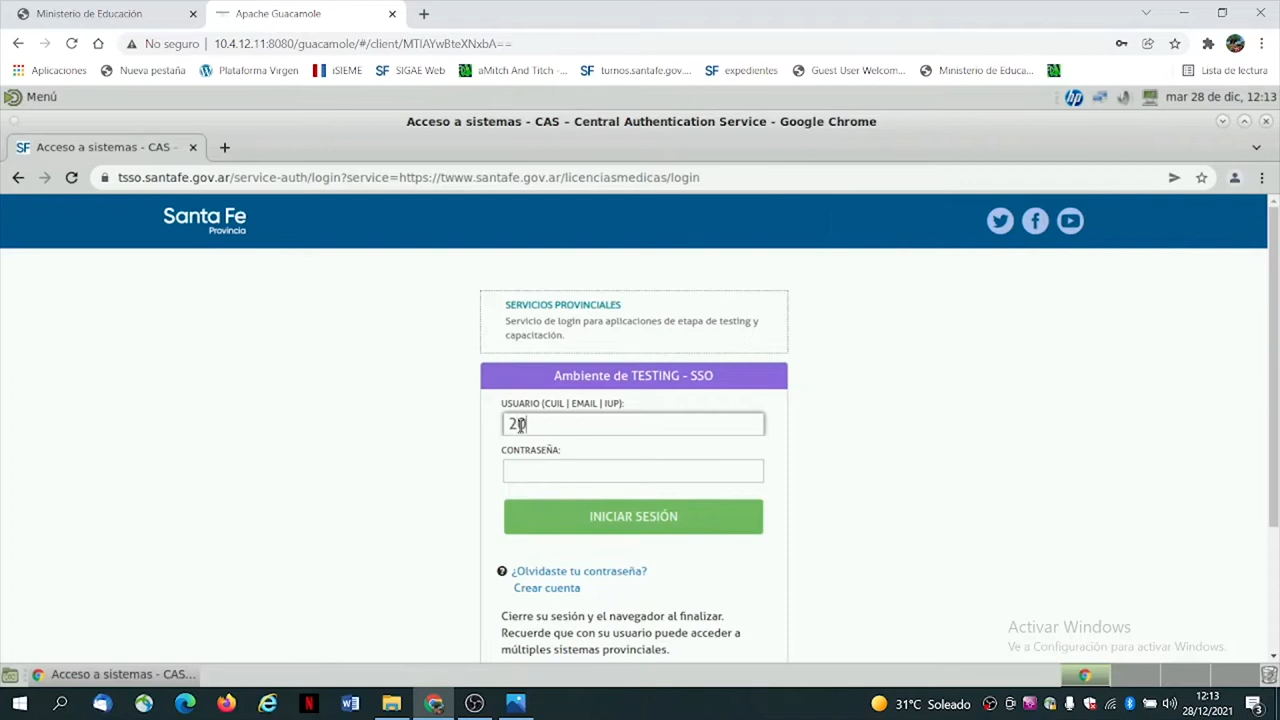 Ministerio de Educación
Apache Guacamole
No seguro | 10.4.12.11:8080/guacamole/#/client/MTIAYwBteXNxbA==
Aplicaciones Nueva pestaña Plataforma Virgen iSIEME SIGAE Web aMitch And Titch -... turnos.santafe.gov.... expedientes Guest User Welcom... Ministerio de Educa... Lista de lectura
Menú mar 28 de dic, 12:13
Acceso a sistemas - CAS – Central Authentication Service - Google Chrome
Acceso a sistemas - CAS -
tsso.santafe.gov.ar/service-auth/login?service=https://twww.santafe.gov.ar/licenciasmedicas/login
Santa Fe
Provincia
SERVICIOS PROVINCIALES
Servicio de login para aplicaciones de etapa de testing y
capacitación.
Ambiente de TESTING - SSO
USUARIO (CUIL | EMAIL | IUP):
20
CONTRASEÑA:
INICIAR SESIÓN
¿Olvidaste tu contraseña?
Crear cuenta
Cierre su sesión y el navegador al finalizar.
Recuerde que con su usuario puede acceder a
múltiples sistemas provinciales.
Activar Windows
Ve a Configuración para activar Windows.
Acceso a sistemas - CAS...
31°C Soleado
12:13
28/12/2021